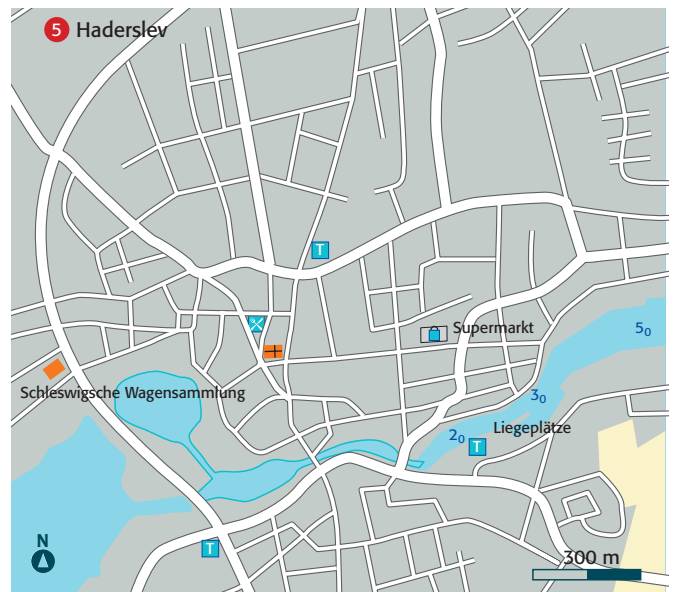 5 Haderslev
T
Supermarkt
5₀
Schleswigsche Wagensammlung
3₀
2₀
Liegeplätze
T
N
T
300 m